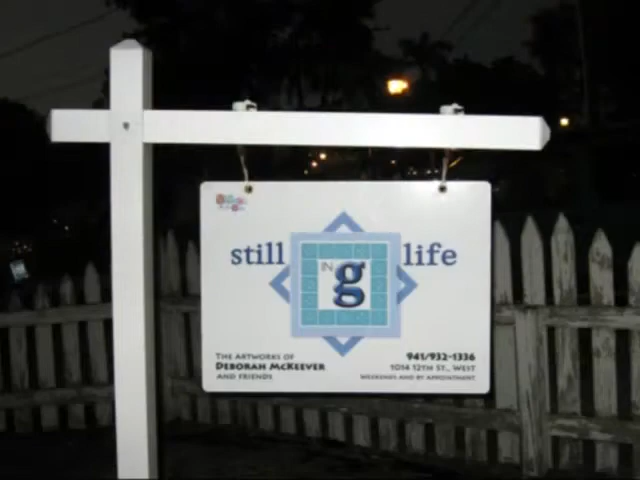 still IN g life
THE ARTWORKS OF
DEBORAH MCKEEVER
AND FRIENDS
941/932-1336
1014 12TH ST., WEST
WEEKENDS AND BY APOINTMENT